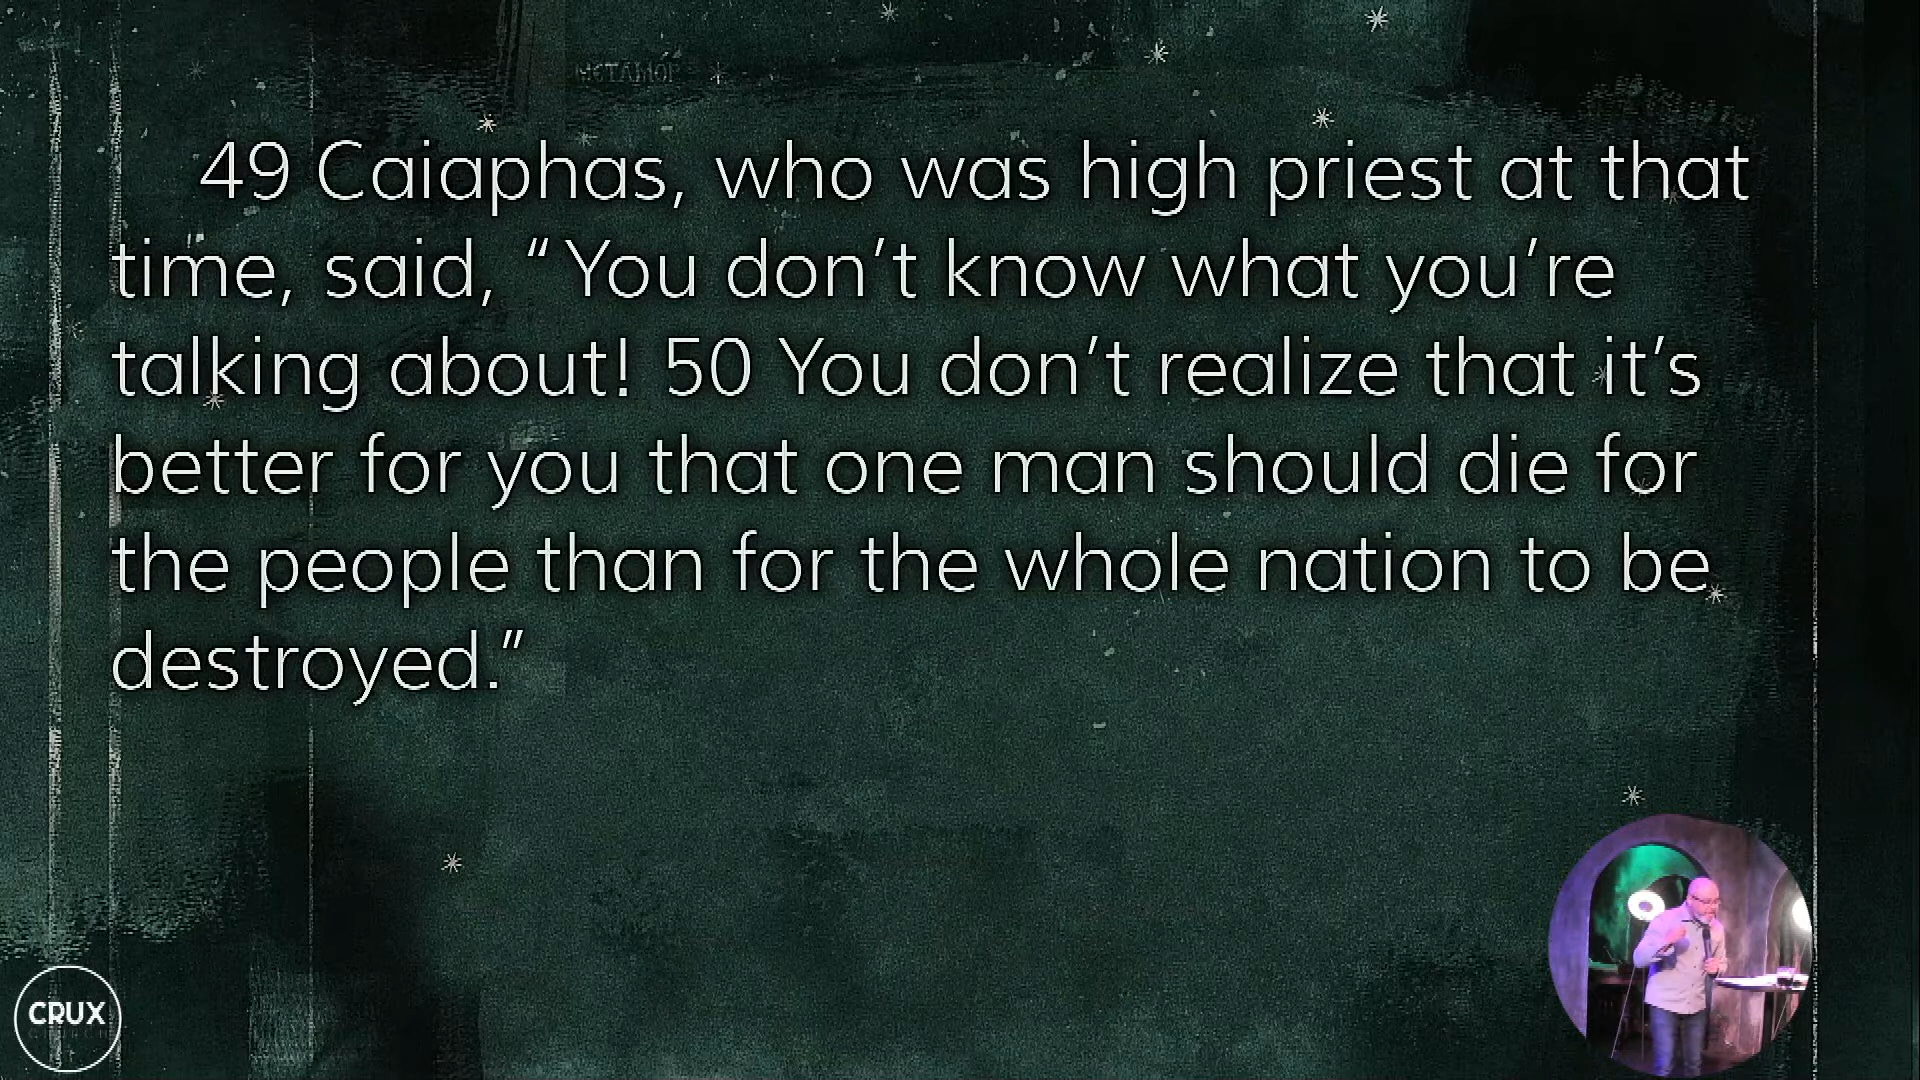 METAMOR
49 Caiaphas, who was high priest at that
time, said, “You don’t know what you’re
talking about! 50 You don’t realize that it’s
better for you that one man should die for
the people than for the whole nation to be
destroyed.”
CRUX